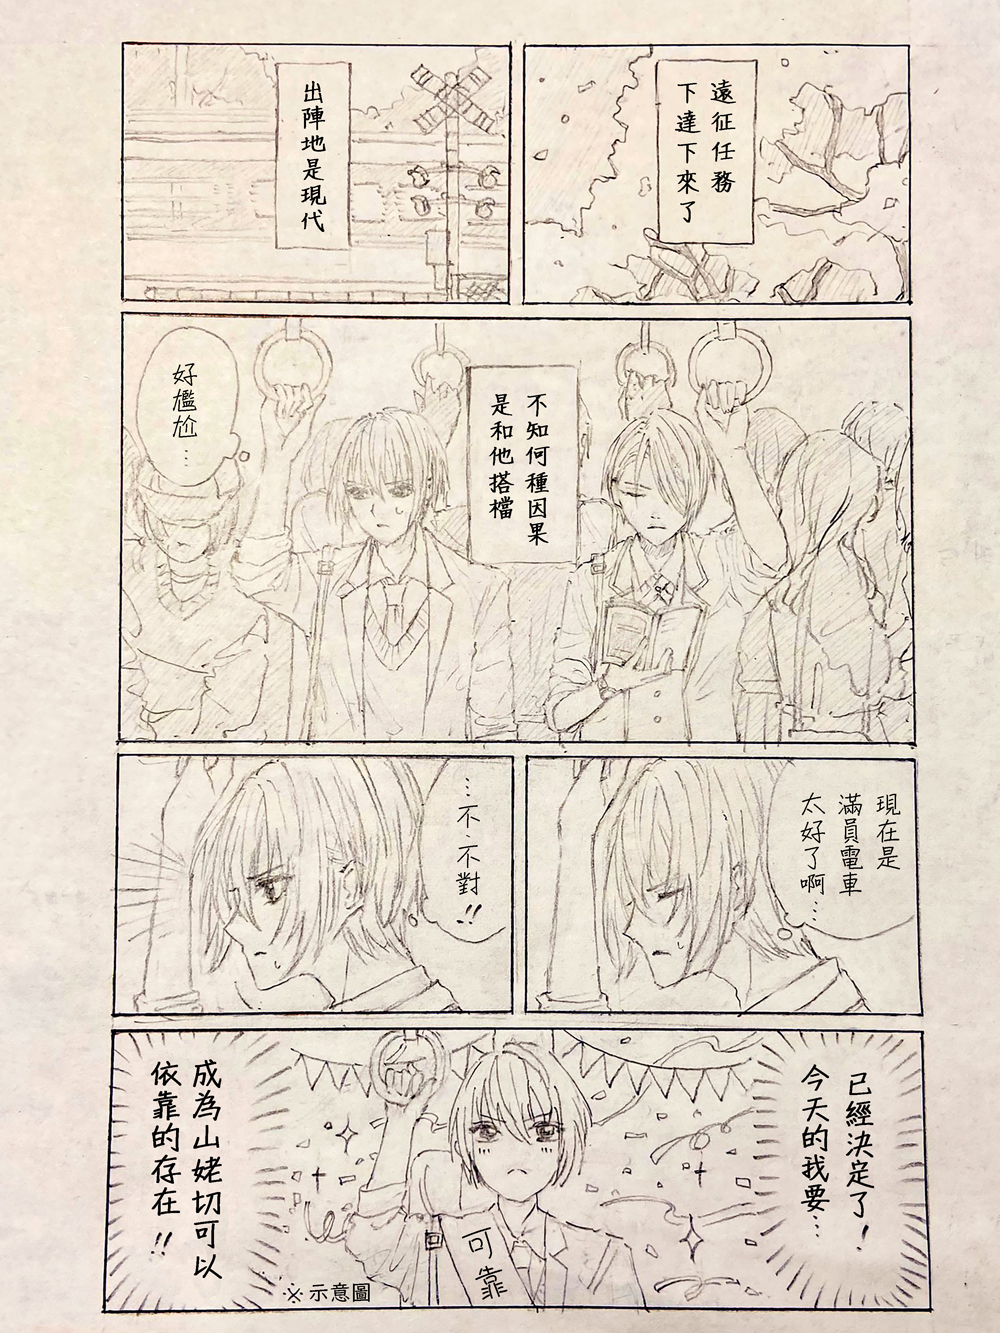 遠征任務
下達下來了
出陣地是現代
不知何種因果
是和他搭檔
好尷尬…
現在是
滿員電車
太好了啊…
…不、不對!!
已經決定了!
今天的我要…
可靠
成為山姥切可以
依靠的存在!!
※示意圖